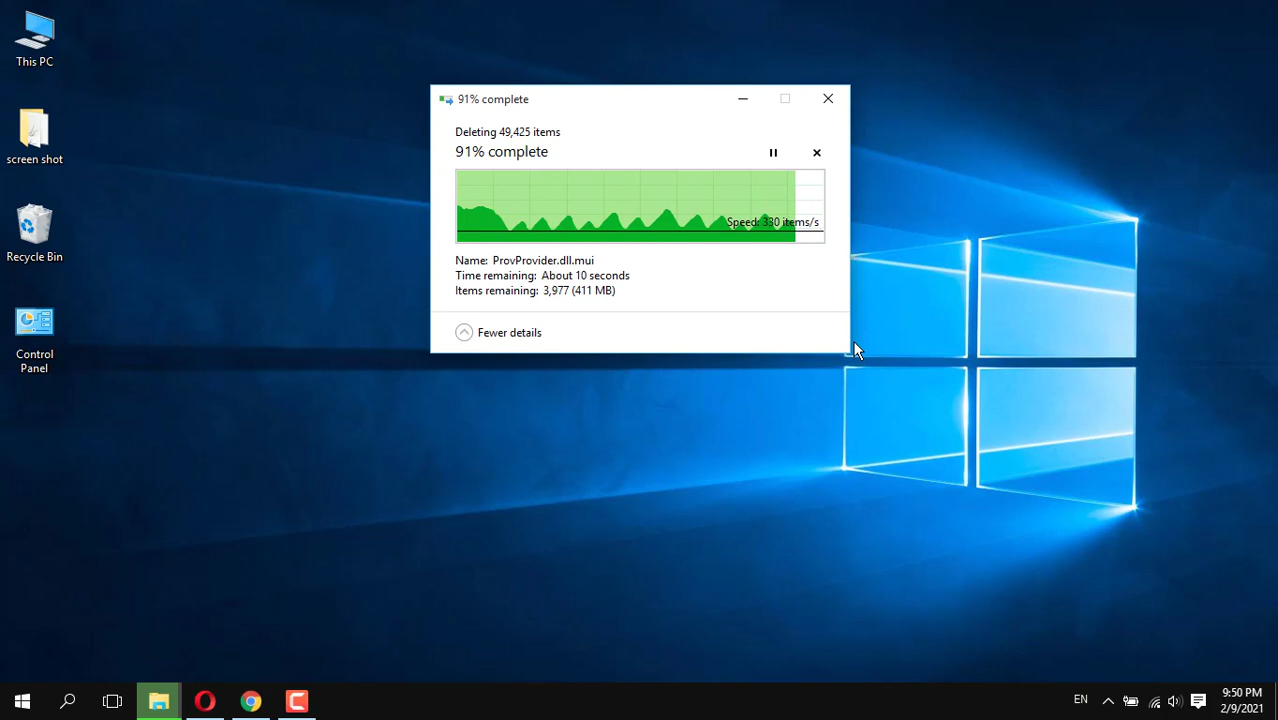 This PC
screen shot
Recycle Bin
Control
Panel
91% complete
Deleting 49,425 items
91% complete
Speed: 330 items/s
Name: ProvProvider.dll.mui
Time remaining: About 10 seconds
Items remaining: 3,977 (411 MB)
Fewer details
EN
9:50 PM
2/9/2021